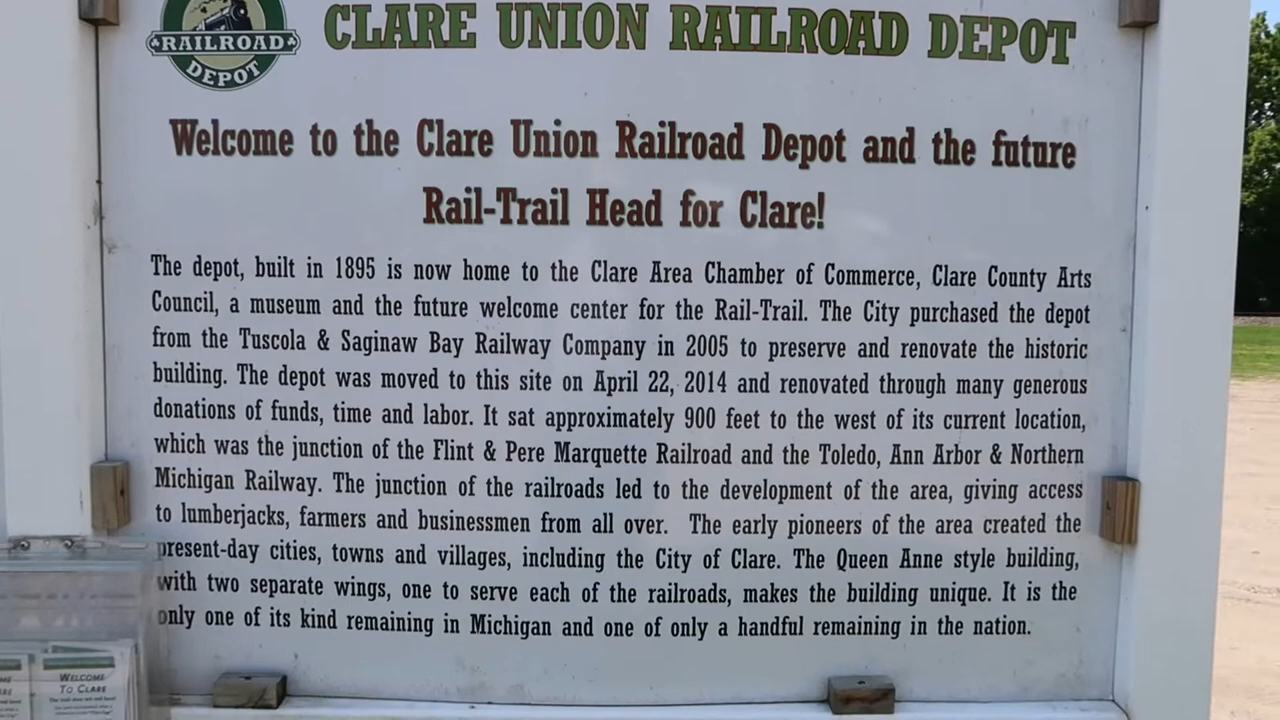 RAILROAD
DEPOT
CLARE UNION RAILROAD DEPOT
Welcome to the Clare Union Railroad Depot and the future
Rail-Trail Head for Clare!
The depot, built in 1895 is now home to the Clare Area Chamber of Commerce, Clare County Arts
Council, a museum and the future welcome center for the Rail-Trail. The City purchased the depot
from the Tuscola & Saginaw Bay Railway Company in 2005 to preserve and renovate the historic
building. The depot was moved to this site on April 22, 2014 and renovated through many generous
donations of funds, time and labor. It sat approximately 900 feet to the west of its current location,
which was the junction of the Flint & Pere Marquette Railroad and the Toledo, Ann Arbor & Northern
Michigan Railway. The junction of the railroads led to the development of the area, giving access
to lumberjacks, farmers and businessmen from all over. The early pioneers of the area created the
present-day cities, towns and villages, including the City of Clare. The Queen Anne style building,
with two separate wings, one to serve each of the railroads, makes the building unique. It is the
only one of its kind remaining in Michigan and one of only a handful remaining in the nation.
WELCOME
TO CLARE